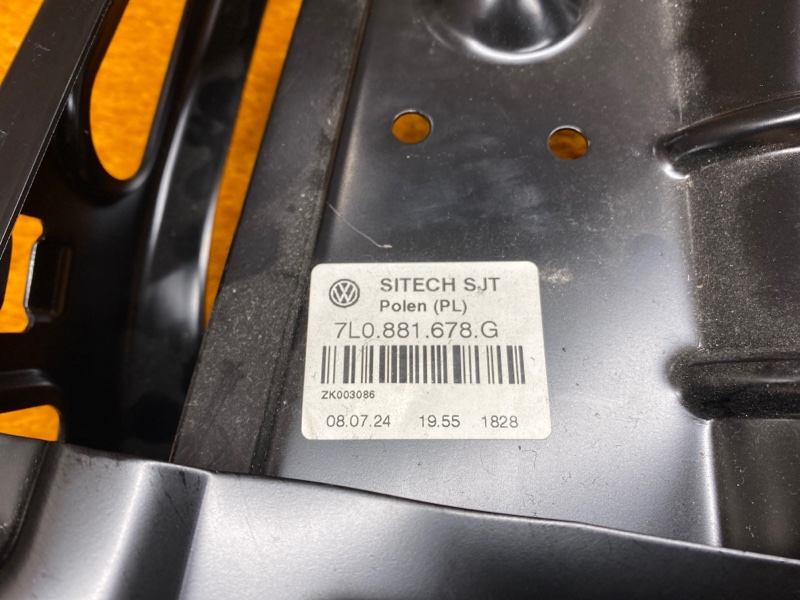 SITECH SJT
Polen (PL)
7L0.881.678.G
ZK003086
08.07.24 19.55 1828